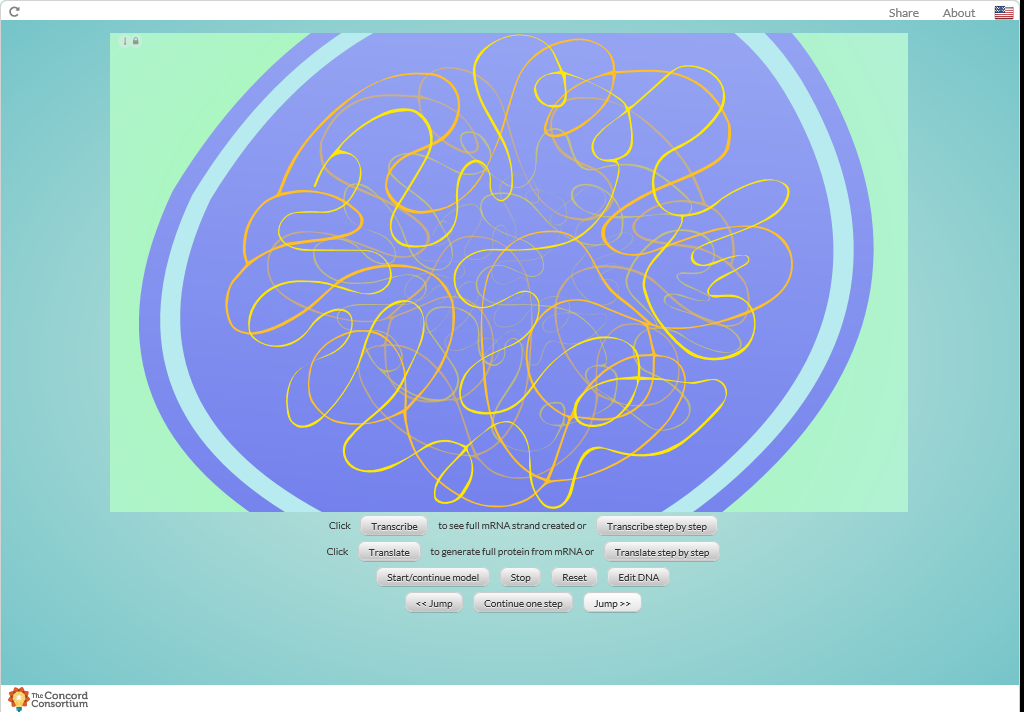 Share About
Click Transcribe to see full mRNA strand created or Transcribe step by step
Click Translate to generate full protein from mRNA or Translate step by step
Start/continue model Stop Reset Edit DNA
<< Jump Continue one step Jump >>
The Concord
Consortium